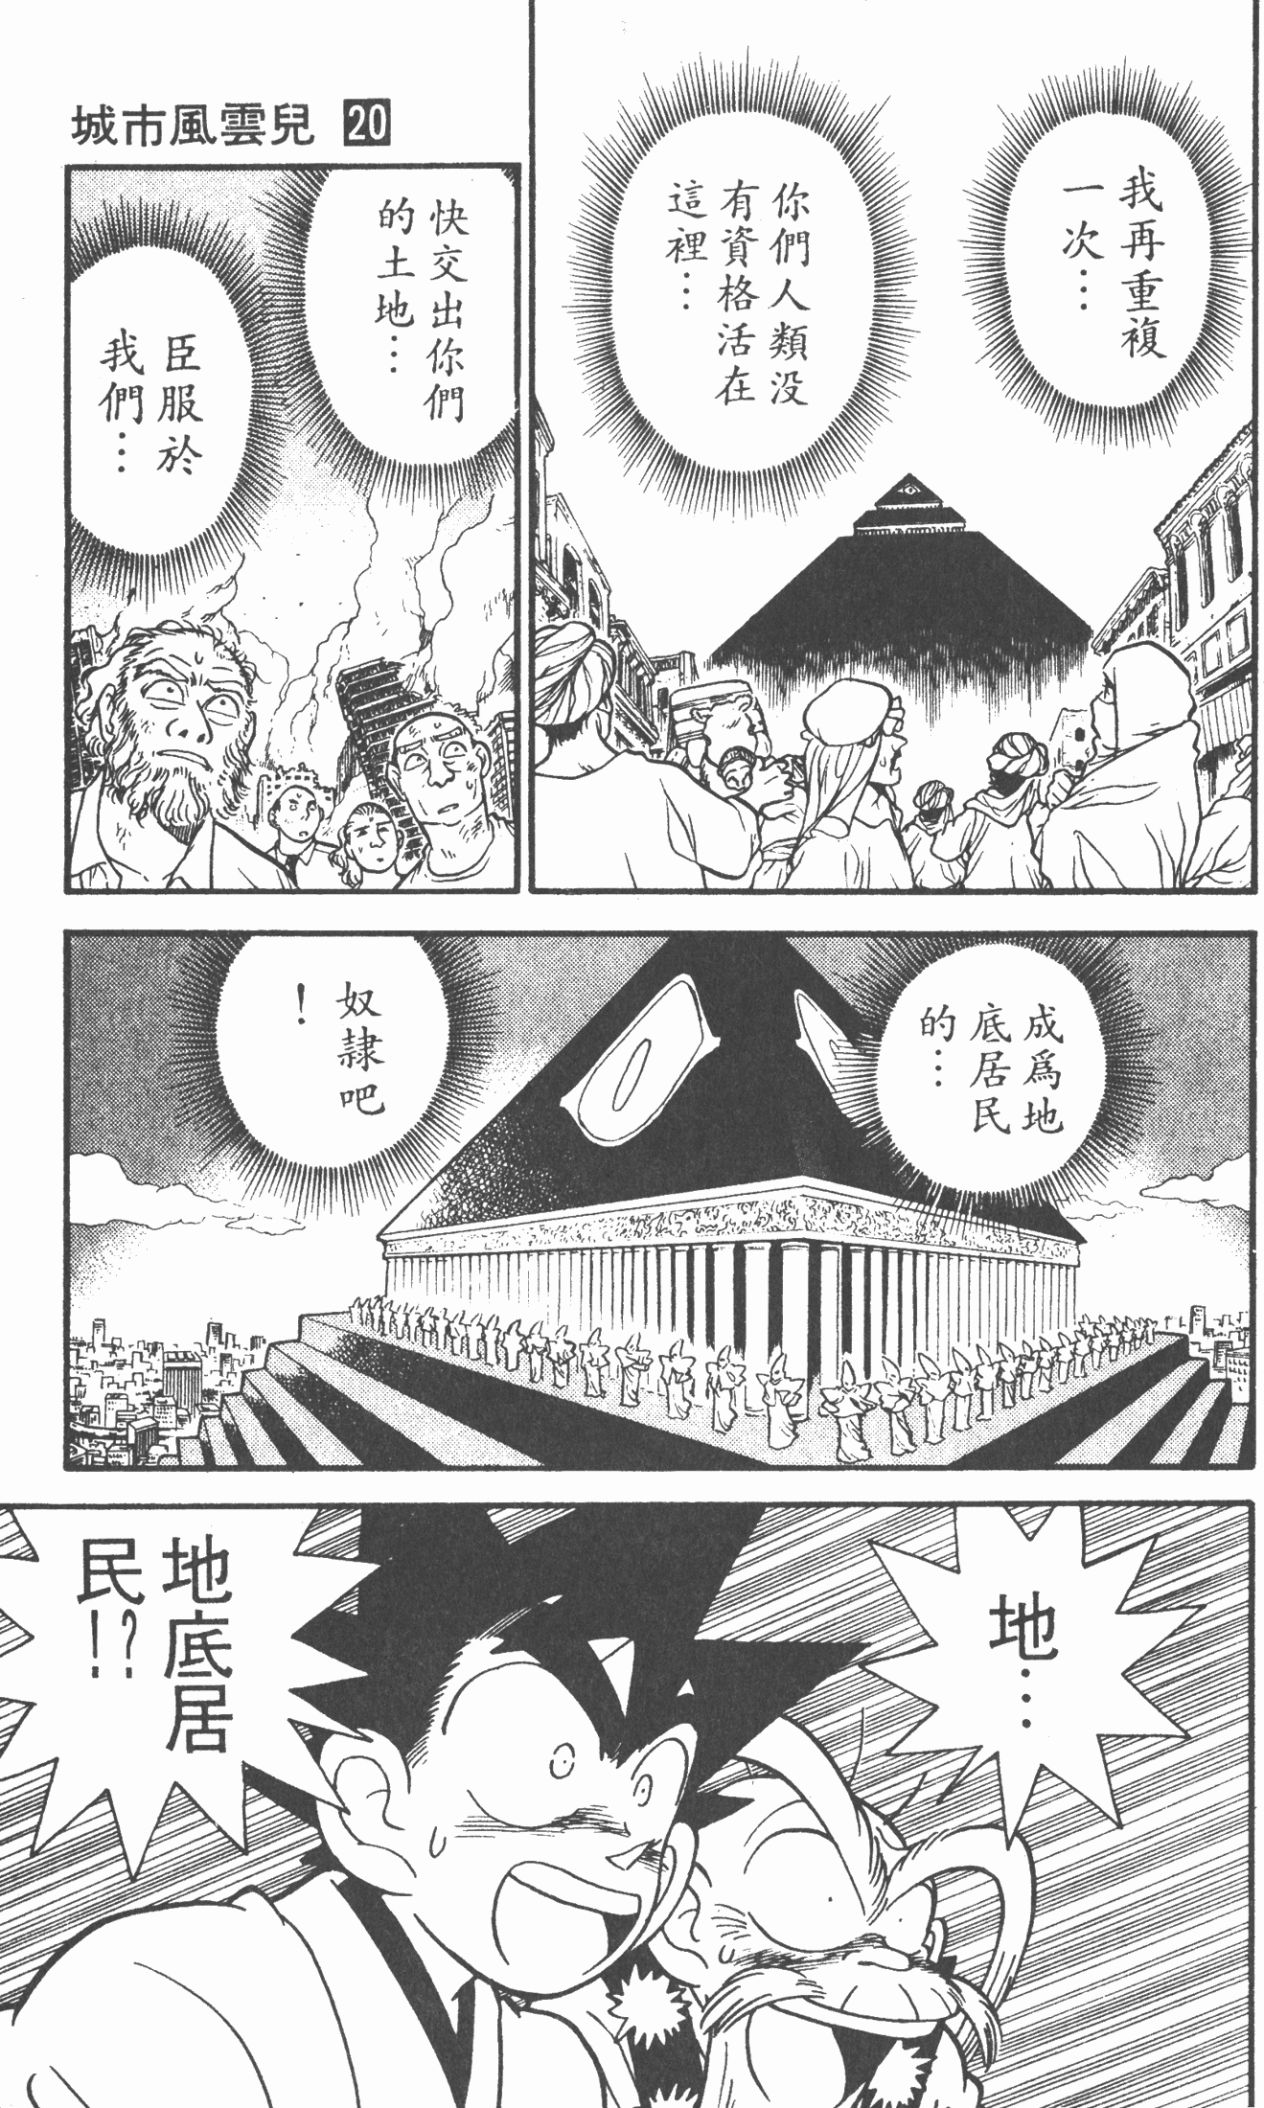 城市風雲兒 20
我再重複
一次⋯
你們人類没
有資格活在
這裡⋯
快交出你們
的土地⋯
臣服於
我們⋯
成爲地
底居民
的⋯
奴隸吧
！
地⋯
地底居
民!?